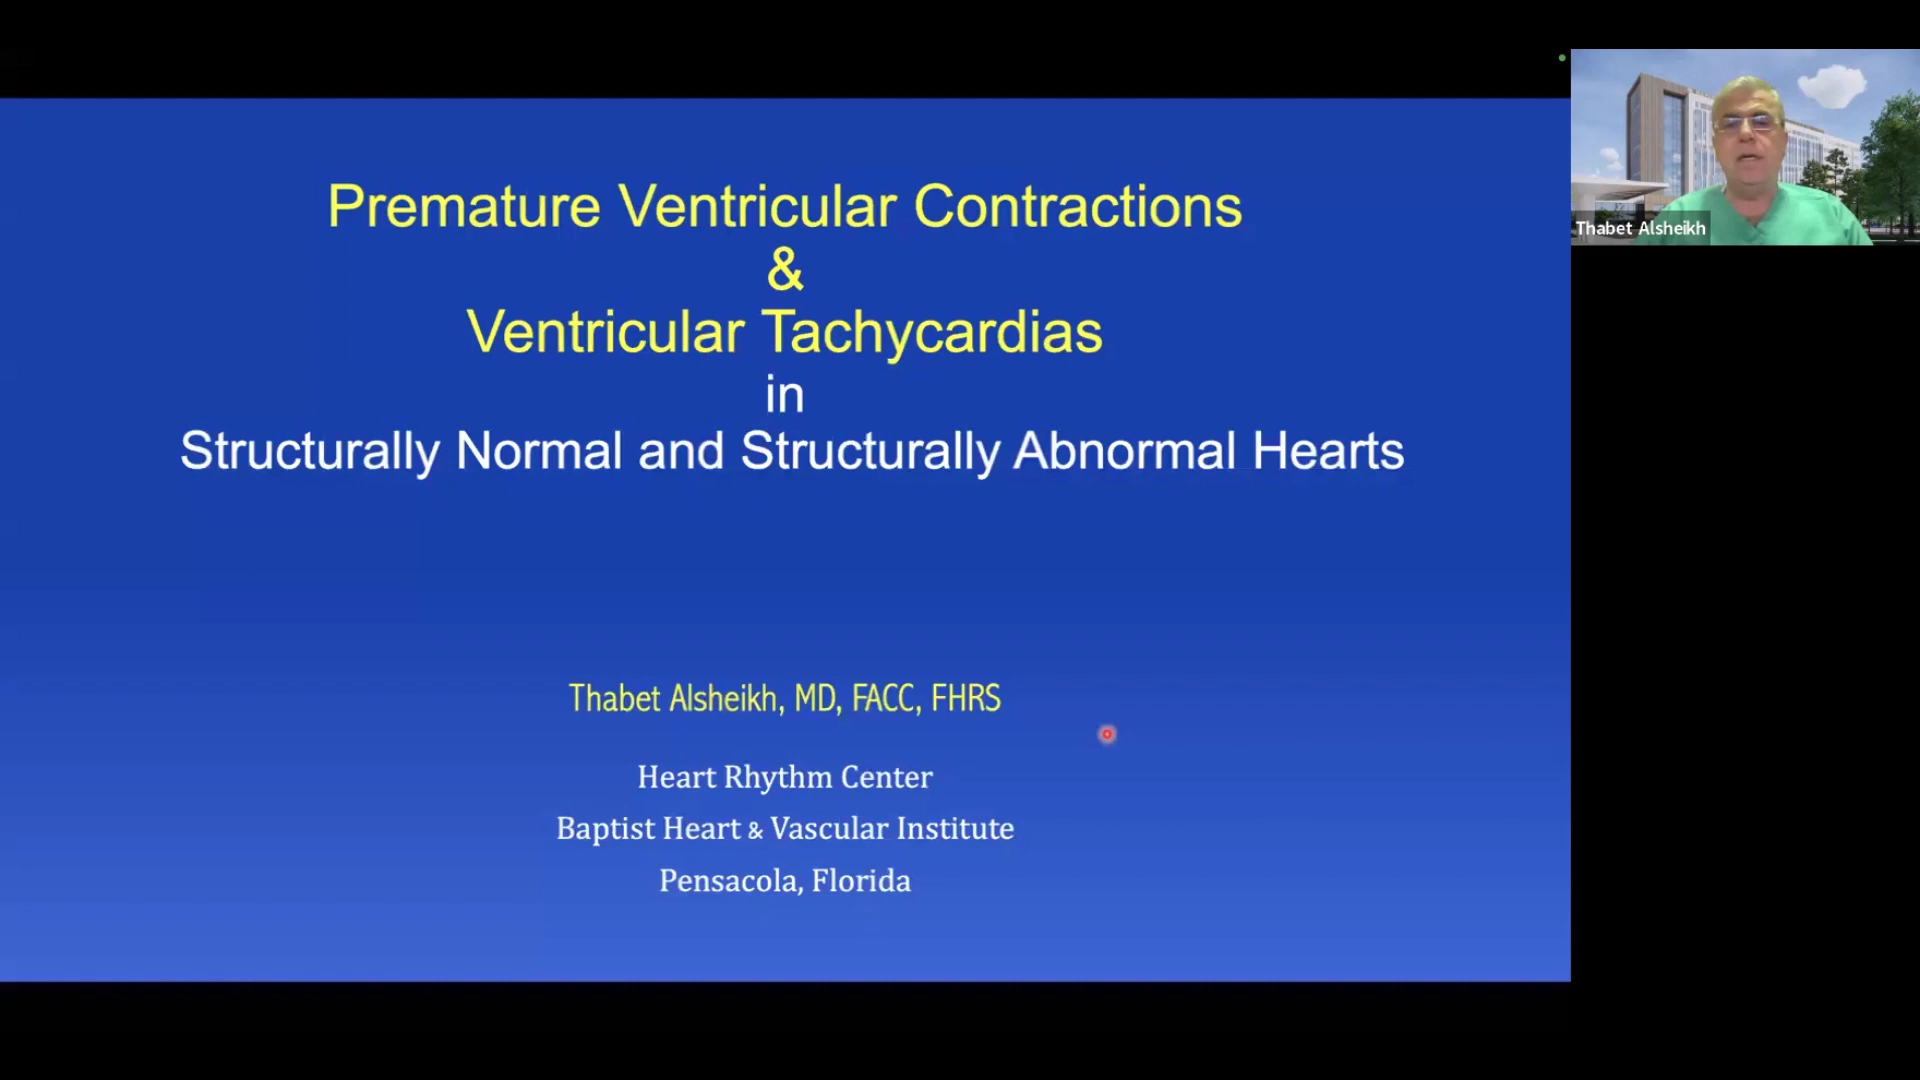 Premature Ventricular Contractions
&
Ventricular Tachycardias
in
Structurally Normal and Structurally Abnormal Hearts
Thabet Alsheikh, MD, FACC, FHRS
Heart Rhythm Center
Baptist Heart & Vascular Institute
Pensacola, Florida
Thabet Alsheikh